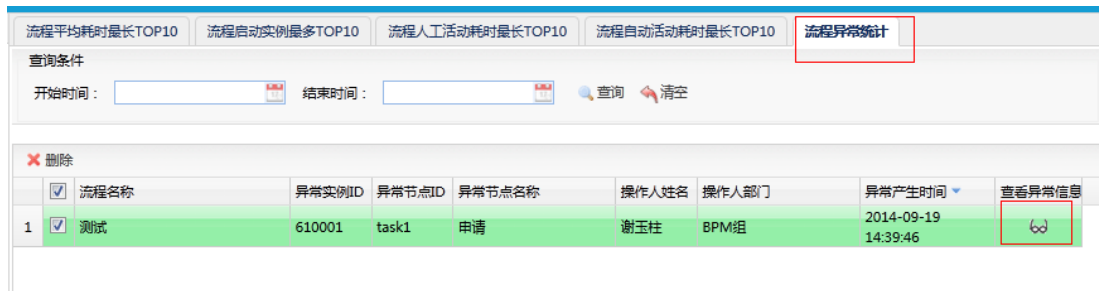 流程平均耗时最长TOP10 流程启动实例最多TOP10 流程人工活动耗时最长TOP10 流程自动活动耗时最长TOP10 流程异常统计
查询条件
开始时间： 结束时间： 查询 清空
删除
流程名称 异常实例ID 异常节点ID 异常节点名称 操作人姓名 操作人部门 异常产生时间 查看异常信息
1 测试 610001 task1 申请 谢玉柱 BPM组 2014-09-19
14:39:46